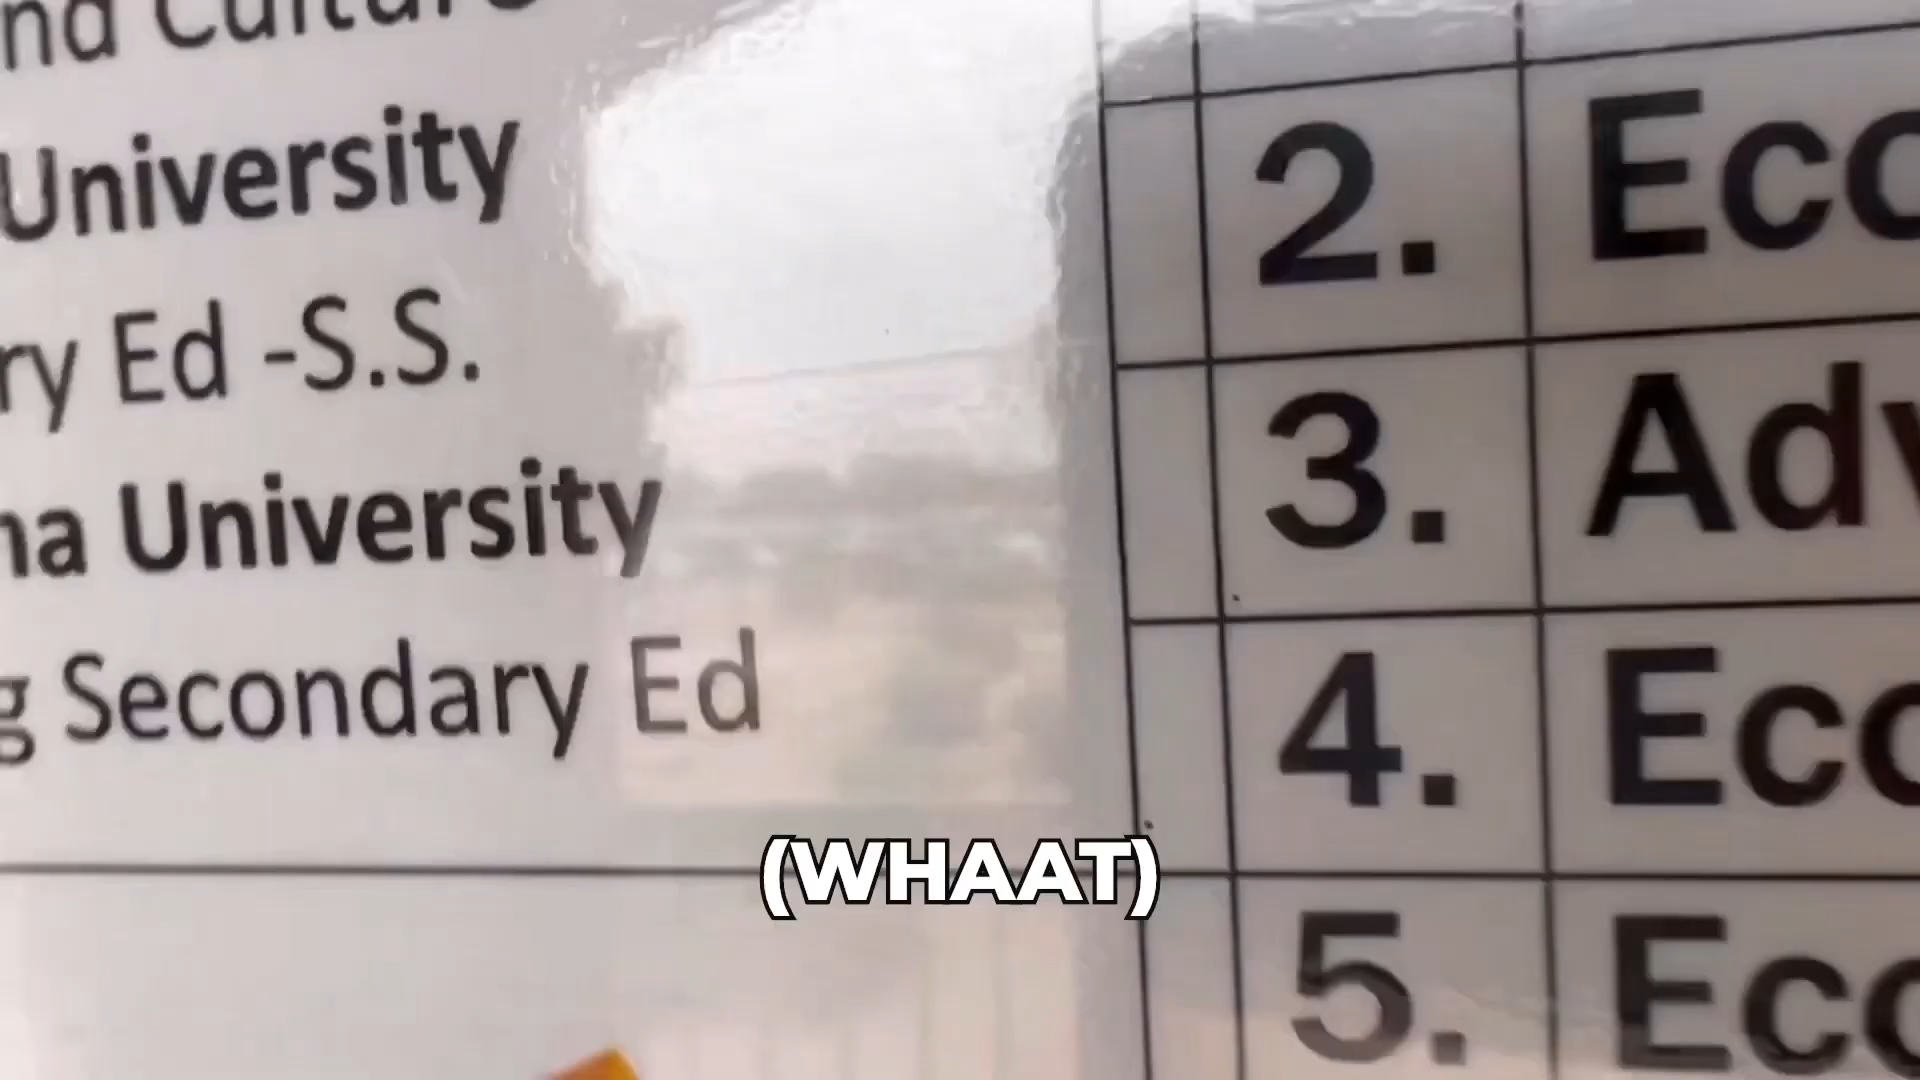 nd Culture
University
ry Ed -S.S.
na University
g Secondary Ed
2. Eco
3. Adv
4. Eco
5. Eco
(WHAAT)